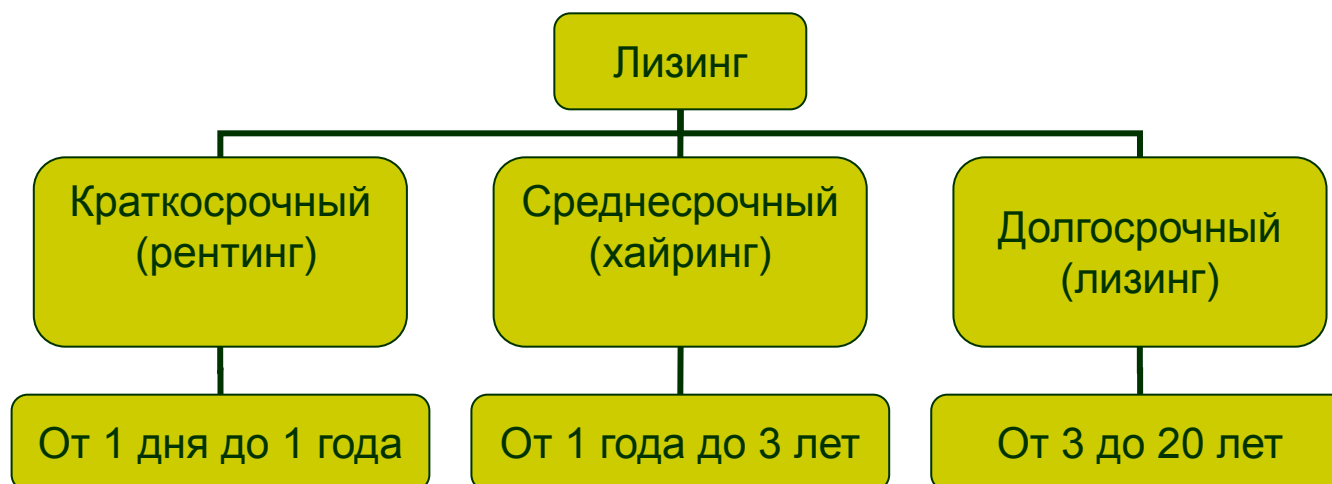 Лизинг
Краткосрочный
(рентинг)
Среднесрочный
(хайринг)
Долгосрочный
(лизинг)
От 1 дня до 1 года
От 1 года до 3 лет
От 3 до 20 лет